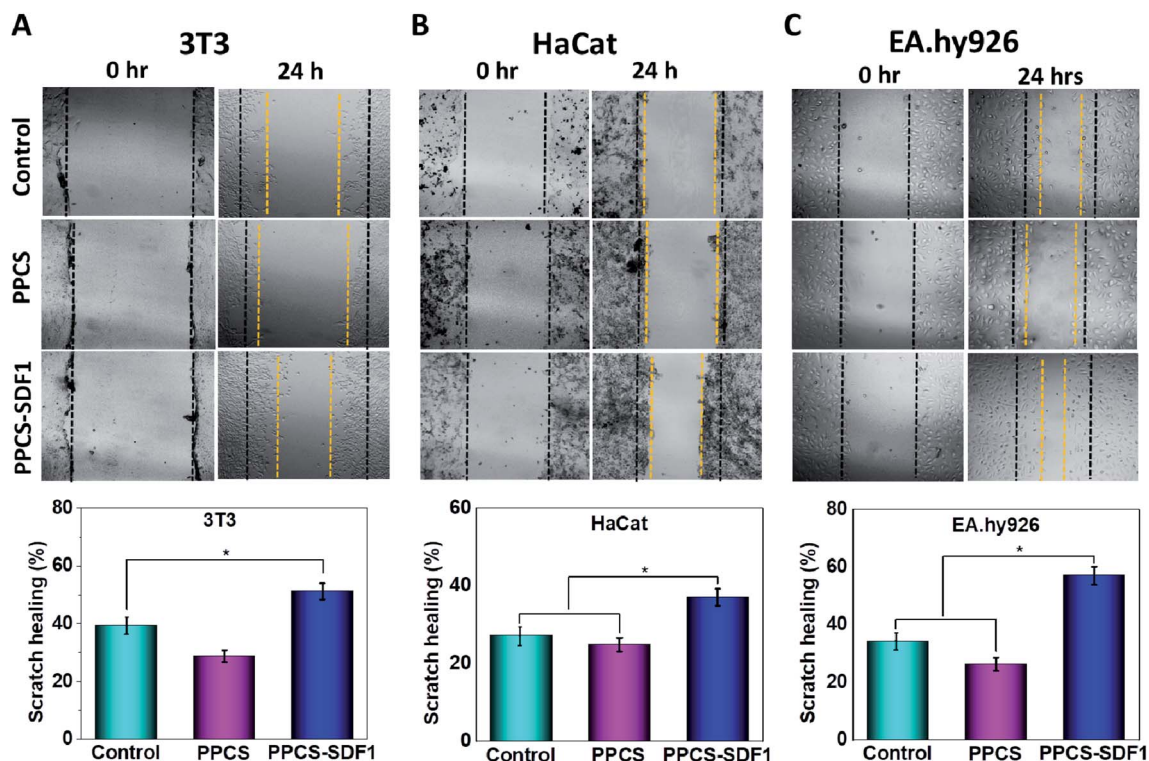 A
3T3
0 hr 24 h
B
HaCat
0 hr 24 h
C
EA.hy926
0 hr 24 hrs
Control
PPCS
PPCS-SDF1
80
60
40
20
0
Scratch healing (%)
3T3
*
Control PPCS PPCS-SDF1
60
40
20
0
Scratch healing (%)
HaCat
*
Control PPCS PPCS-SDF1
80
60
40
20
0
Scratch healing (%)
EA.hy926
*
Control PPCS PPCS-SDF1